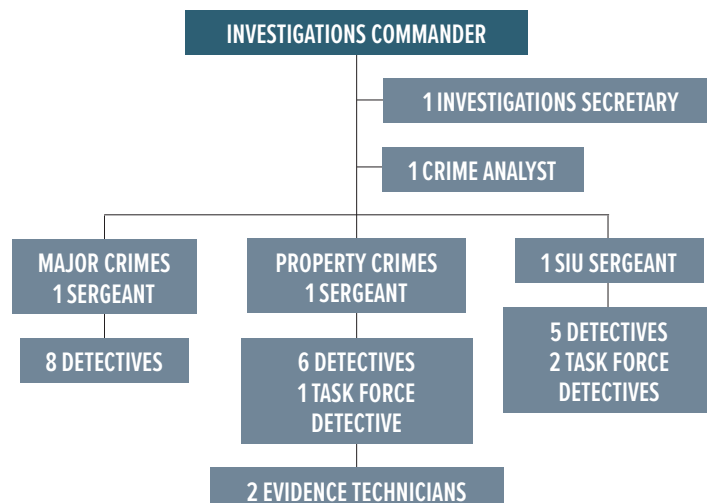 INVESTIGATIONS COMMANDER
1 INVESTIGATIONS SECRETARY
1 CRIME ANALYST
MAJOR CRIMES
1 SERGEANT
8 DETECTIVES
PROPERTY CRIMES
1 SERGEANT
6 DETECTIVES
1 TASK FORCE
DETECTIVE
2 EVIDENCE TECHNICIANS
1 SIU SERGEANT
5 DETECTIVES
2 TASK FORCE
DETECTIVES